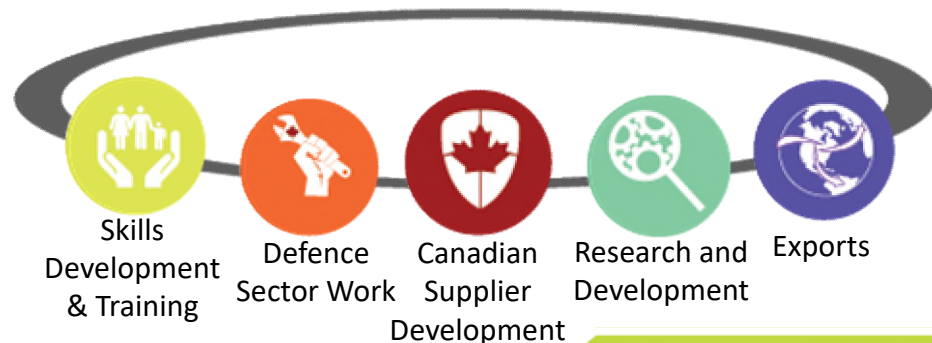 Skills
Development
& Training
Defence
Sector Work
Canadian
Supplier
Development
Research and
Development
Exports